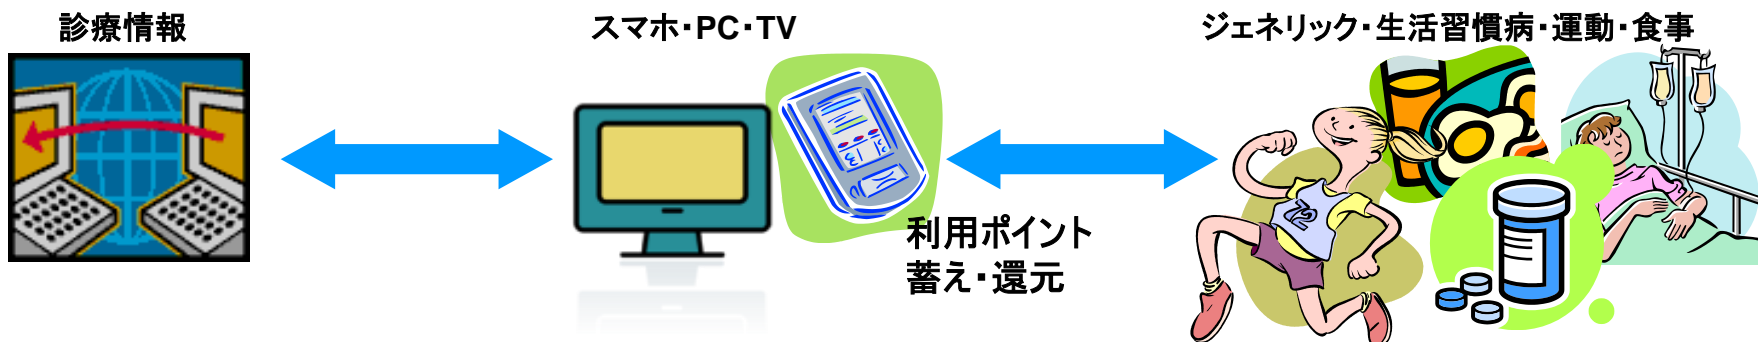 診療情報
スマホ・PC・TV
ジェネリック・生活習慣病・運動・食事
72
利用ポイント
蓄え・還元